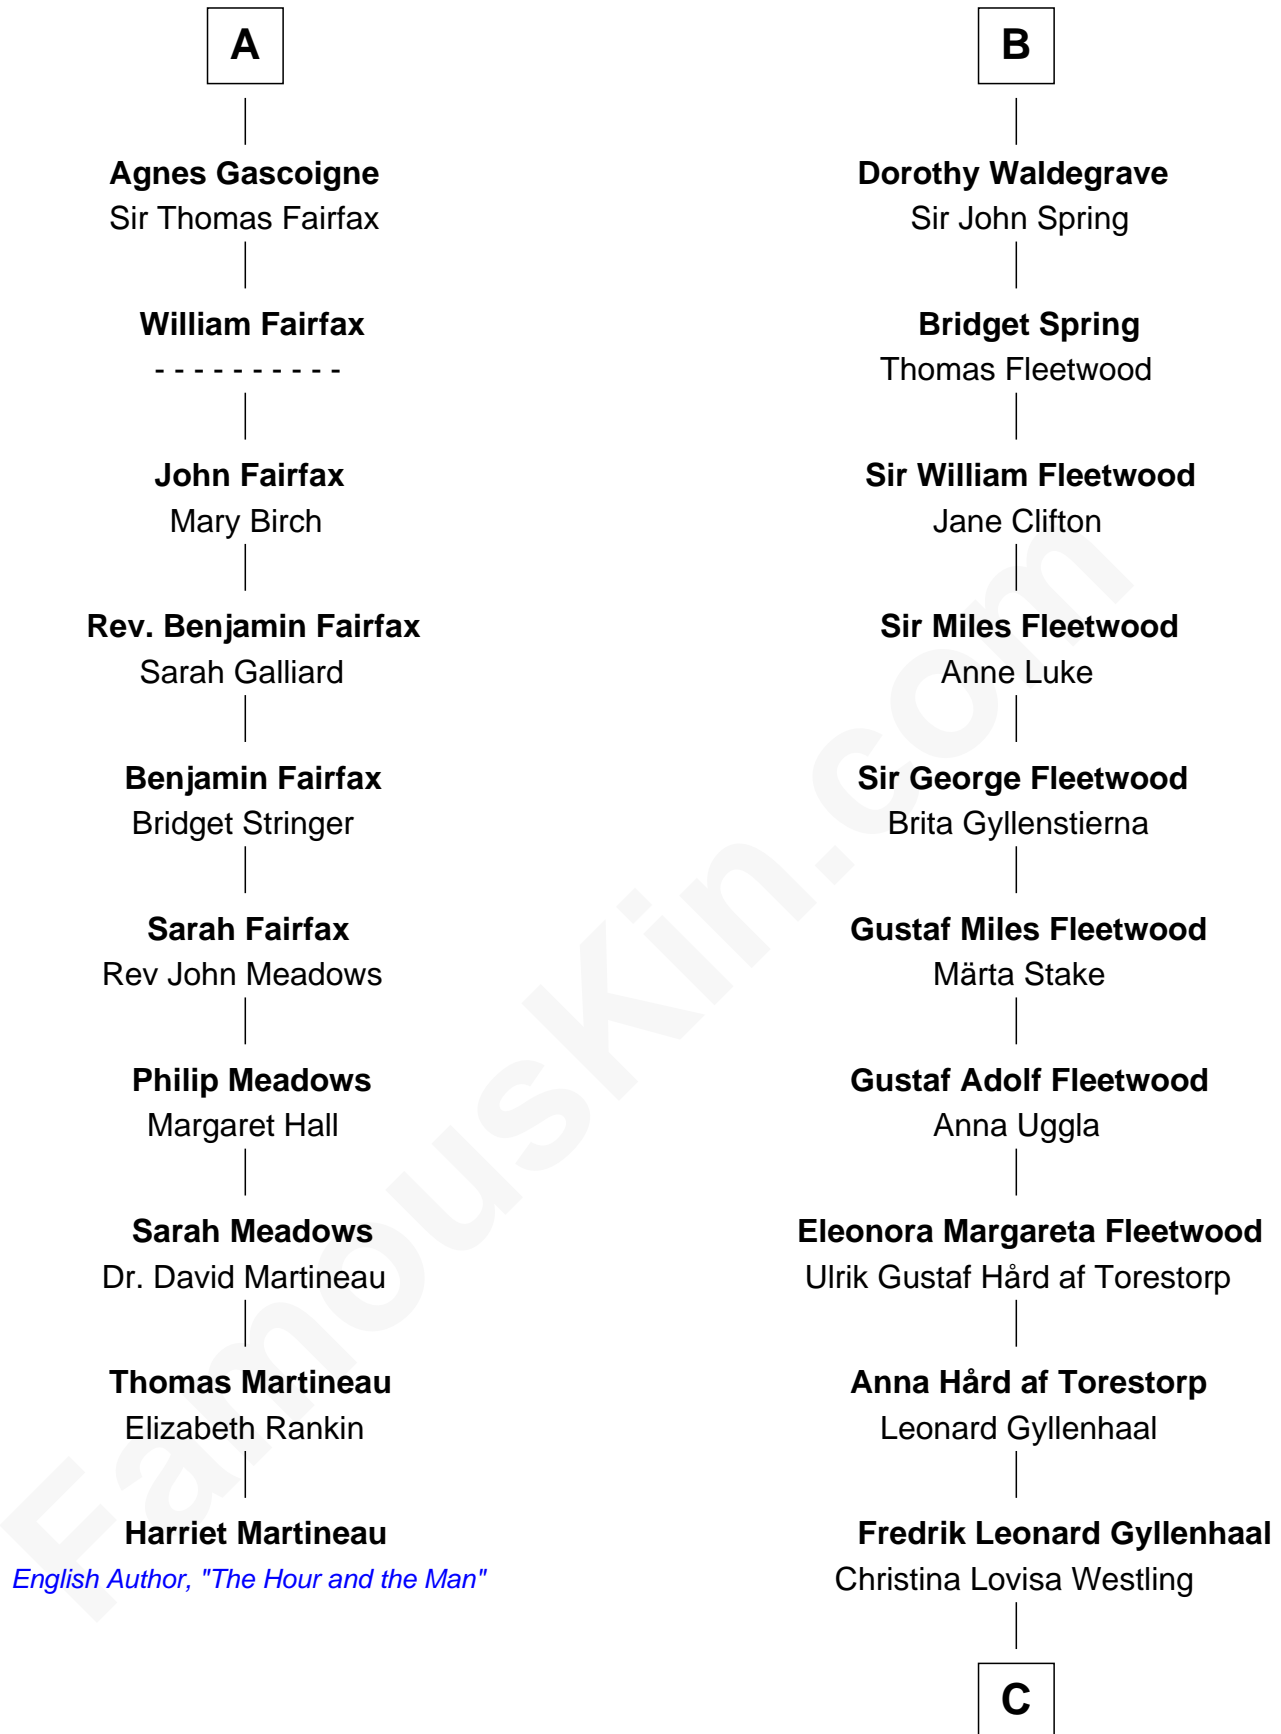 A
Agnes Gascoigne
Sir Thomas Fairfax
William Fairfax
- - - - - - - - - -
John Fairfax
Mary Birch
Rev. Benjamin Fairfax
Sarah Galliard
Benjamin Fairfax
Bridget Stringer
Sarah Fairfax
Rev John Meadows
Philip Meadows
Margaret Hall
Sarah Meadows
Dr. David Martineau
Thomas Martineau
Elizabeth Rankin
Harriet Martineau
English Author, "The Hour and the Man"
B
Dorothy Waldegrave
Sir John Spring
Bridget Spring
Thomas Fleetwood
Sir William Fleetwood
Jane Clifton
Sir Miles Fleetwood
Anne Luke
Sir George Fleetwood
Brita Gyllenstierna
Gustaf Miles Fleetwood
Märta Stake
Gustaf Adolf Fleetwood
Anna Uggla
Eleonora Margareta Fleetwood
Ulrik Gustaf Hård af Torestorp
Anna Hård af Torestorp
Leonard Gyllenhaal
Fredrik Leonard Gyllenhaal
Christina Lovisa Westling
C
FamousKin.com